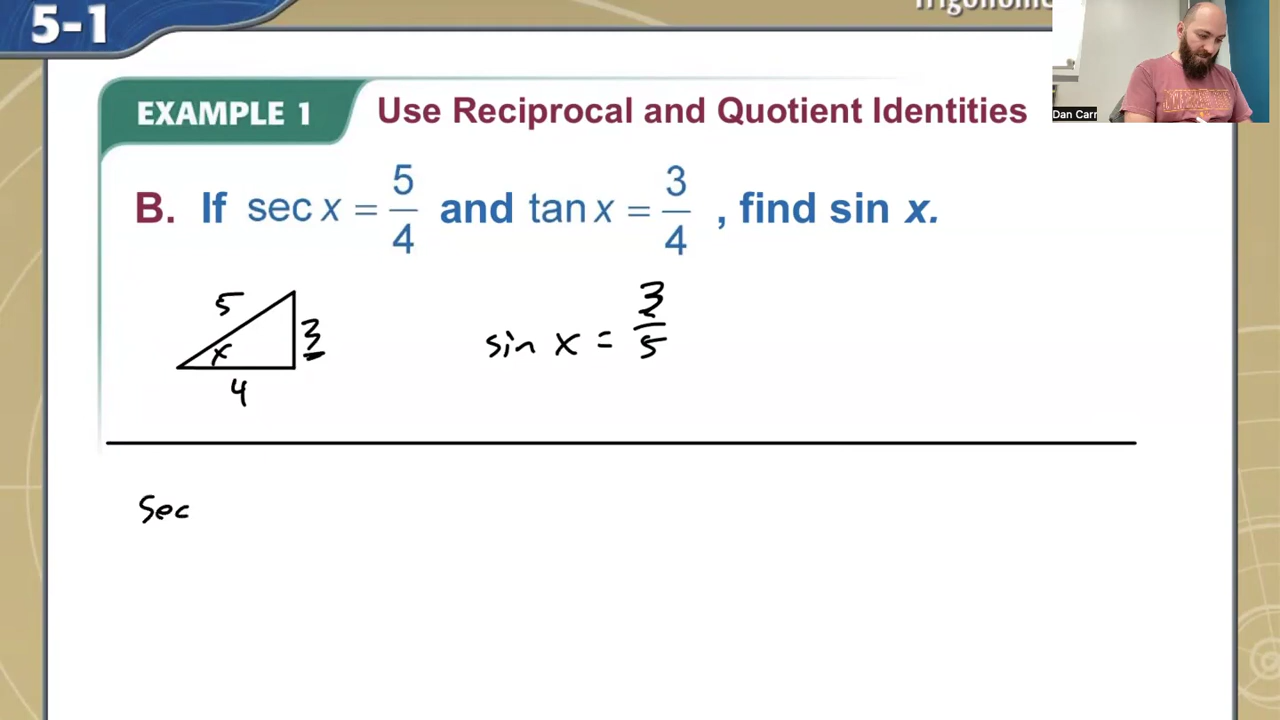 5-1
EXAMPLE 1 Use Reciprocal and Quotient Identities
Dan Carr
B. If sec x = 5/4 and tan x = 3/4 , find sin x.
5
x
3
4
sin x = 3/5
Sec